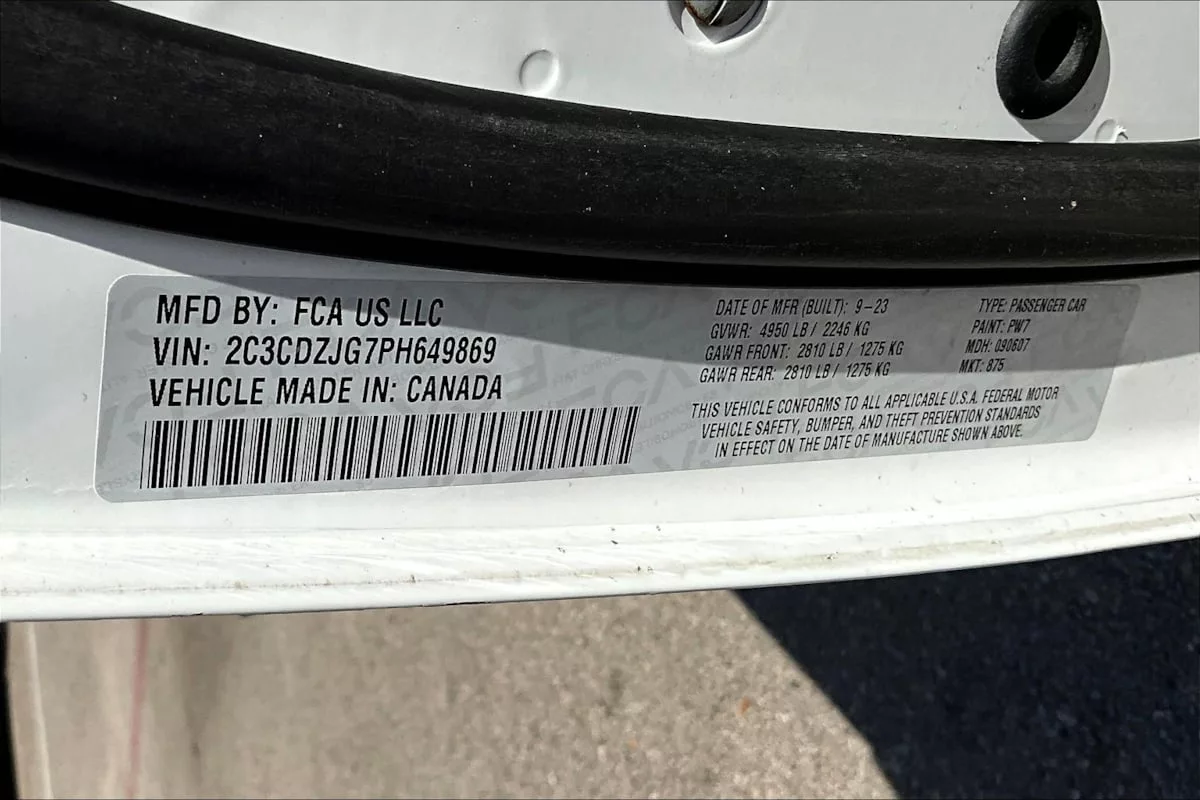 MFD BY: FCA US LLC
VIN: 2C3CDZJG7PH649869
VEHICLE MADE IN: CANADA
DATE OF MFR (BUILT): 9-23
GVWR: 4950 LB / 2246 KG
GAWR FRONT: 2810 LB / 1275 KG
GAWR REAR: 2810 LB / 1275 KG
TYPE: PASSENGER CAR
PAINT: PW7
MDH: 090607
MKT: 875
THIS VEHICLE CONFORMS TO ALL APPLICABLE U.S.A. FEDERAL MOTOR
VEHICLE SAFETY, BUMPER, AND THEFT PREVENTION STANDARDS
IN EFFECT ON THE DATE OF MANUFACTURE SHOWN ABOVE.